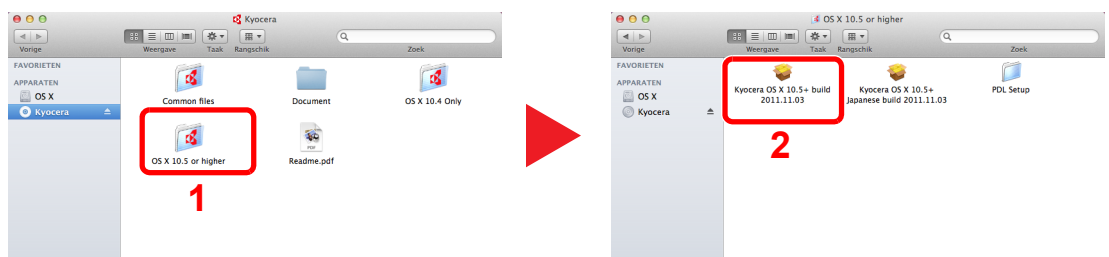 Kyocera
Vorige
Weergave
Taak
Rangschik
Zoek
FAVORIETEN
APPARATEN
OS X
Kyocera
Common files
Document
OS X 10.4 Only
OS X 10.5 or higher
PDF
Readme.pdf
1
OS X 10.5 or higher
Vorige
Weergave
Taak
Rangschik
Zoek
FAVORIETEN
APPARATEN
OS X
Kyocera
Kyocera OS X 10.5+ build
2011.11.03
Kyocera OS X 10.5+
Japanese build 2011.11.03
PDL Setup
2